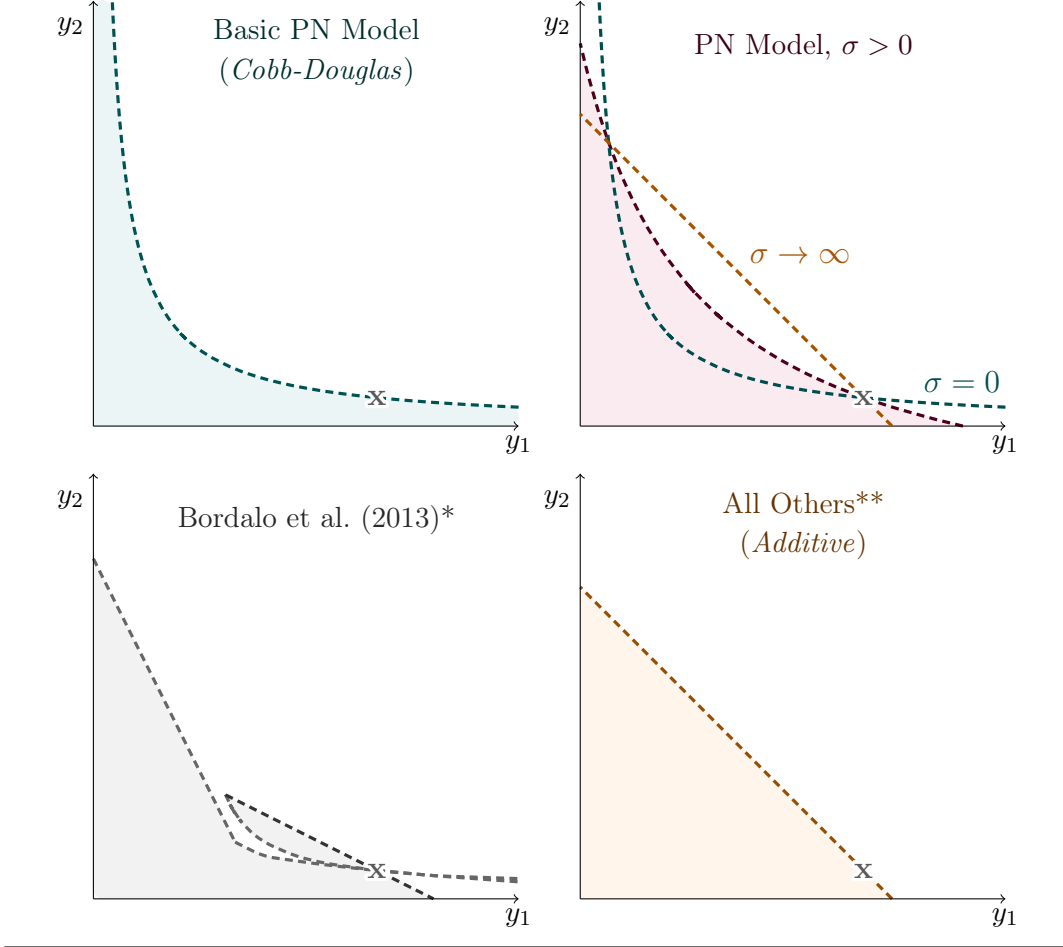 y₂
Basic PN Model
(Cobb-Douglas)
x
y₁
y₂
PN Model, σ > 0
σ → ∞
σ = 0
x
y₁
y₂
Bordalo et al. (2013)*
x
y₁
y₂
All Others**
(Additive)
x
y₁